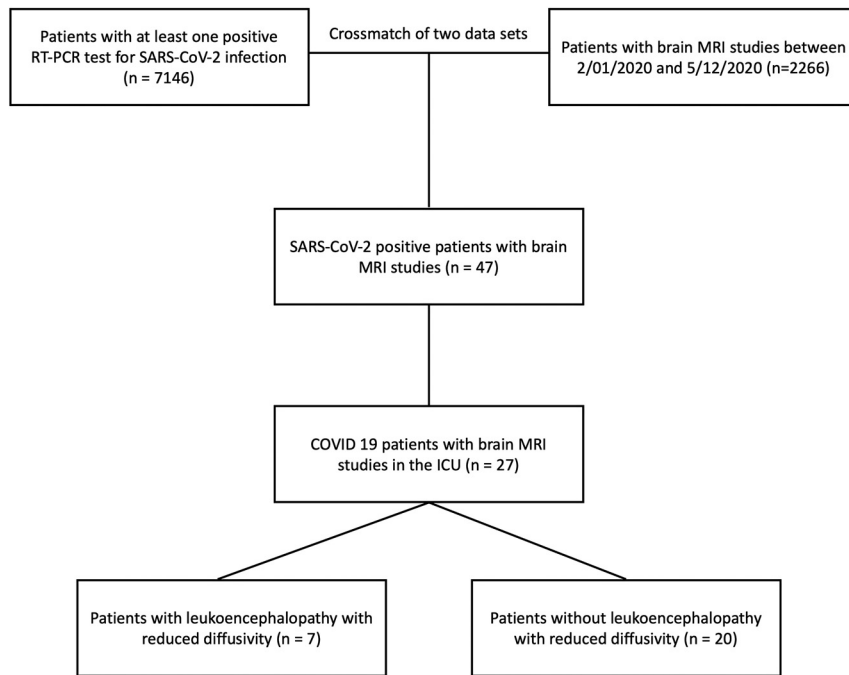 Patients with at least one positive
RT-PCR test for SARS-CoV-2 infection
(n = 7146)
Crossmatch of two data sets
Patients with brain MRI studies between
2/01/2020 and 5/12/2020 (n=2266)
SARS-CoV-2 positive patients with brain
MRI studies (n = 47)
COVID 19 patients with brain MRI
studies in the ICU (n = 27)
Patients with leukoencephalopathy with
reduced diffusivity (n = 7)
Patients without leukoencephalopathy
with reduced diffusivity (n = 20)